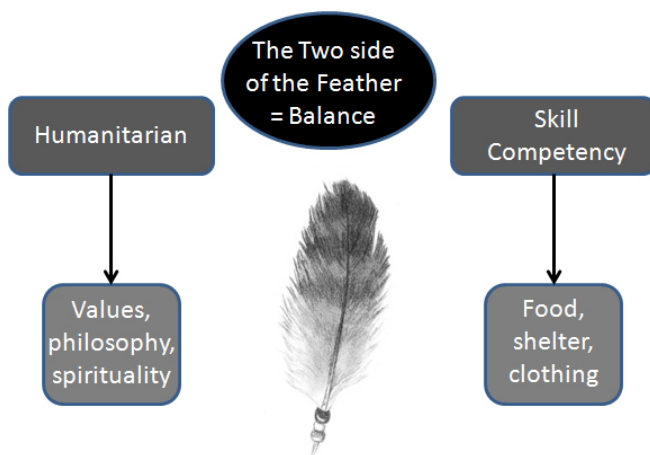 The Two side
of the Feather
= Balance
Humanitarian
Skill
Competency
Values,
philosophy,
spirituality
Food,
shelter,
clothing